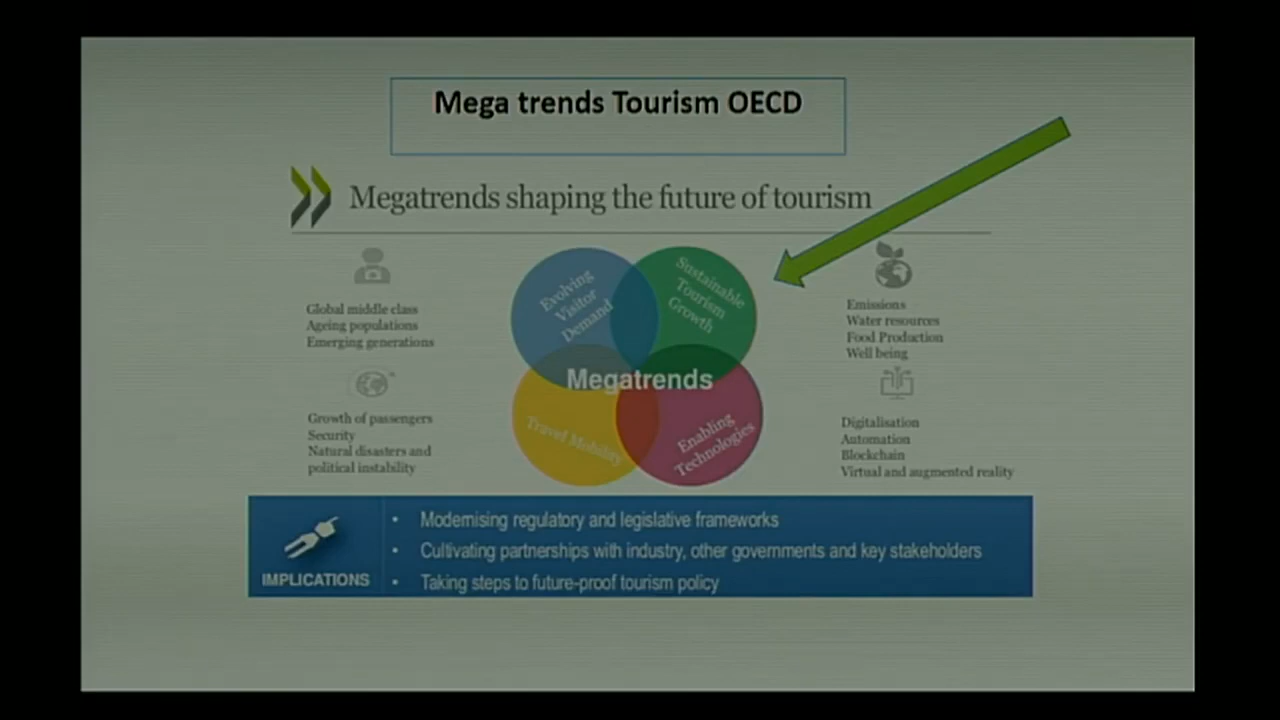 Mega trends Tourism OECD
Megatrends shaping the future of tourism
Global middle class
Ageing populations
Emerging generations
Evolving
Visitor
Demand
Sustainable
Tourism
Growth
Emissions
Water resources
Food Production
Well being
Megatrends
Growth of passengers
Security
Natural disasters and
political instability
Travel Mobility
Enabling
Technologies
Digitalisation
Automation
Blockchain
Virtual and augmented reality
IMPLICATIONS
• Modernising regulatory and legislative frameworks
• Cultivating partnerships with industry, other governments and key stakeholders
• Taking steps to future-proof tourism policy